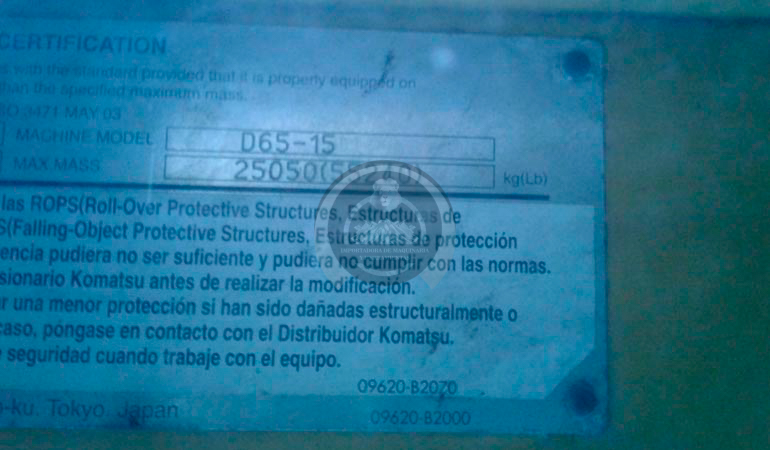 CERTIFICATION
with the standard provided that it is properly equipped on
than the specified maximum mass.
3471 MAY 03
MACHINE MODEL D65-15
MAX.MASS 25050( kg(Lb)
las ROPS(Roll-Over Protective Structures, Estructuras de
(Falling-Object Protective Structures, Estructuras de protección
encia pudiera no ser suficiente y pudiera no cumplir con las normas.
sionario Komatsu antes de realizar la modificación.
una menor protección si han sido dañadas estructuralmente o
caso, póngase en contacto con el Distribuidor Komatsu.
seguridad cuando trabaje con el equipo.
09620-B2070
-ku, Tokyo, Japan 09620-B2000